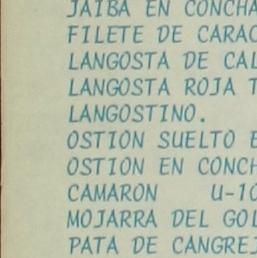 JAIBA EN CONCHA
FILETE DE CARAC
LANGOSTA DE CAL
LANGOSTA ROJA T
LANGOSTINO.
OSTION SUELTO E
OSTION EN CONCH
CAMARON U-10
MOJARRA DEL GOL
PATA DE CANGREJ